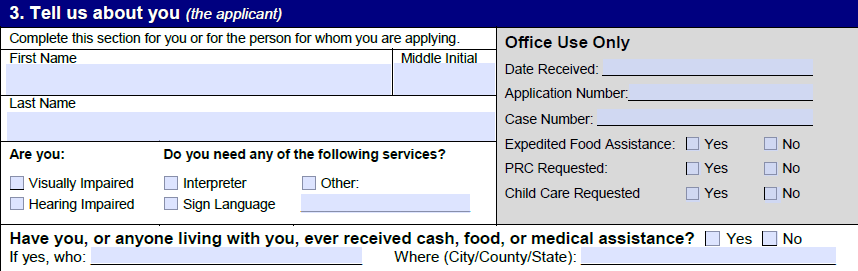 3. Tell us about you (the applicant)
Complete this section for you or for the person for whom you are applying.
First Name
Middle Initial
Last Name
Are you:
Visually Impaired
Hearing Impaired
Do you need any of the following services?
Interpreter
Other:
Sign Language
Office Use Only
Date Received:
Application Number:
Case Number:
Expedited Food Assistance: Yes No
PRC Requested: Yes No
Child Care Requested Yes No
Have you, or anyone living with you, ever received cash, food, or medical assistance? Yes No
If yes, who: Where (City/County/State):